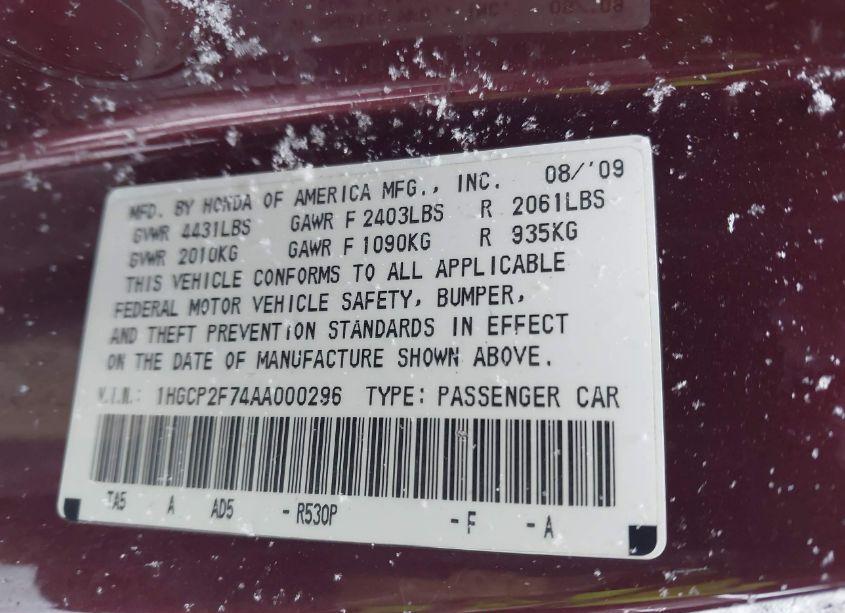 MFD. BY HONDA OF AMERICA MFG., INC. 08/'09
GVWR 4431LBS GAWR F 2403LBS R 2061LBS
GVWR 2010KG GAWR F 1090KG R 935KG
THIS VEHICLE CONFORMS TO ALL APPLICABLE
FEDERAL MOTOR VEHICLE SAFETY, BUMPER,
AND THEFT PREVENTION STANDARDS IN EFFECT
ON THE DATE OF MANUFACTURE SHOWN ABOVE.
V.I.N.: 1HGCP2F74AA000296 TYPE: PASSENGER CAR
TA5 A AD5 - R530P - F - A